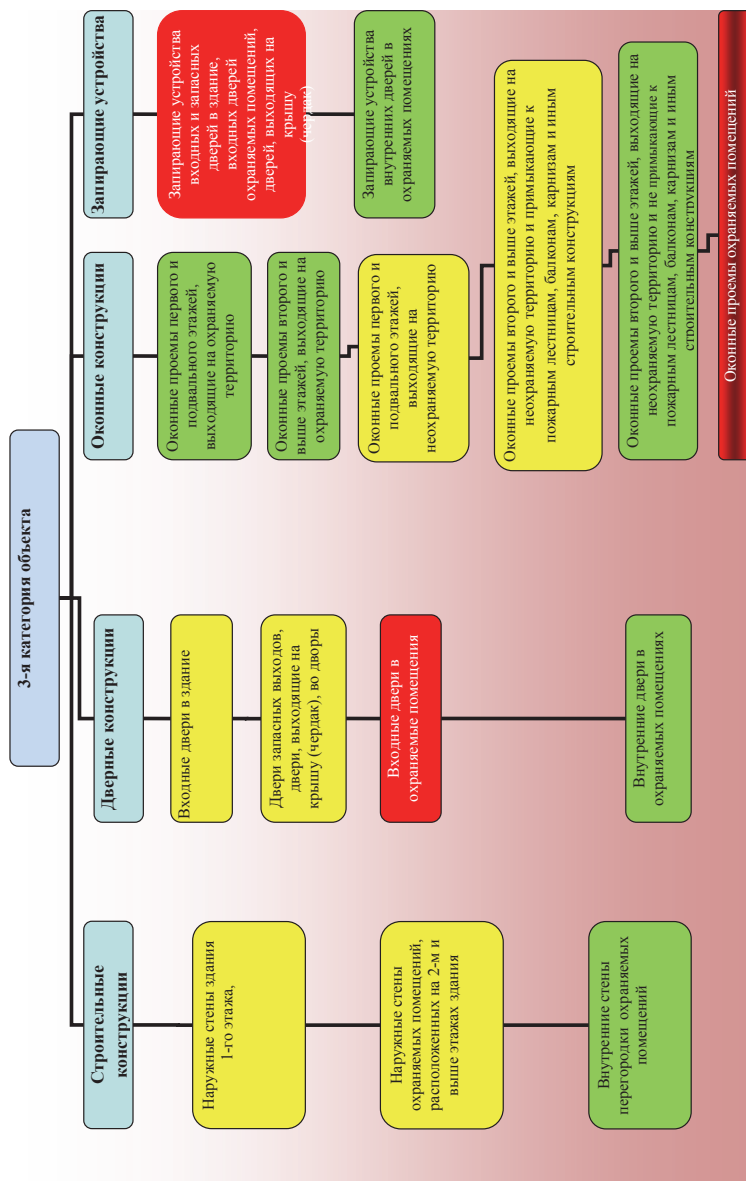 3-я категория объекта
Строительные
конструкции
Наружные стены здания
1-го этажа,
Наружные стены
охраняемых помещений,
расположенных на 2-м и
выше этажах здания
Внутренние стены
перегородки охраняемых
помещений
Дверные конструкции
Входные двери в здание
Двери запасных выходов,
двери, выходящие на
крышу (чердак), во дворы
Входные двери в
охраняемые помещения
Внутренние двери в
охраняемых помещениях
Оконные конструкции
Оконные проемы первого и
подвального этажей,
выходящие на охраняемую
территорию
Оконные проемы второго и
выше этажей, выходящие на
охраняемую территорию
Оконные проемы первого и
подвального этажей,
выходящие на
неохраняемую территорию
Оконные проемы второго и выше этажей, выходящие на
неохраняемую территорию и примыкающие к
пожарным лестницам, балконам, карнизам и иным
строительным конструкциям
Оконные проемы второго и выше этажей, выходящие на
неохраняемую территорию и не примыкающие к
пожарным лестницам, балконам, карнизам и иным
строительным конструкциям
Оконные проемы охраняемых помещений
Запирающие устройства
Запирающие устройства
входных и запасных
дверей в здание,
входных дверей
охраняемых помещений,
дверей, выходящих на
крышу
(чердак)
Запирающие устройства
внутренних дверей в
охраняемых помещениях